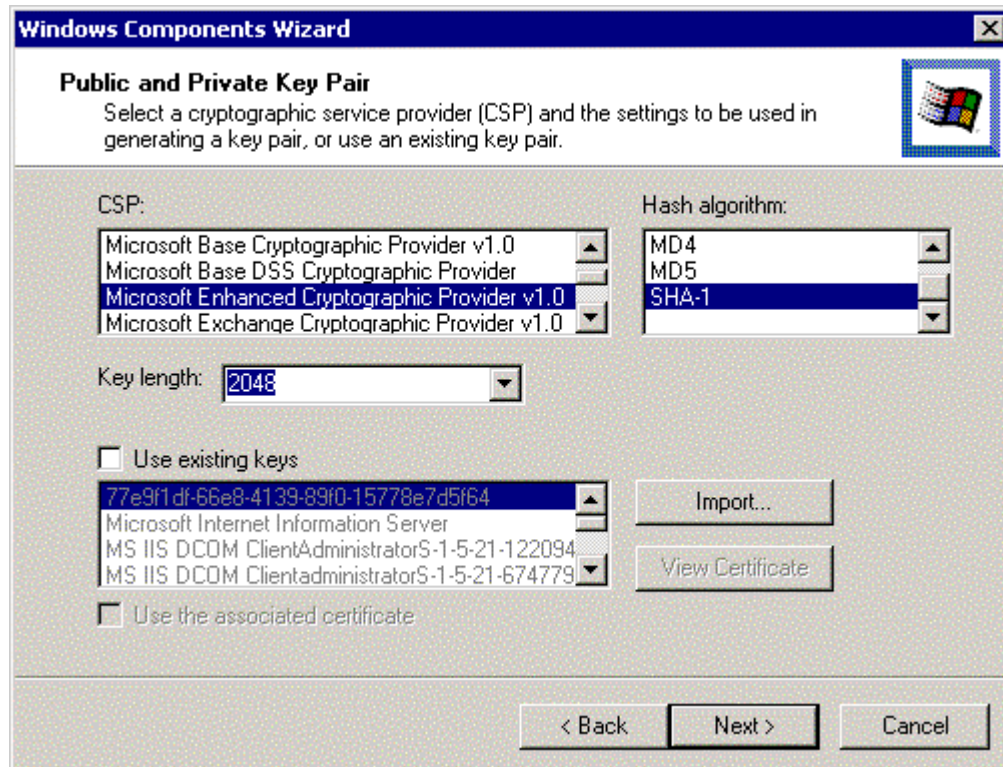 Windows Components Wizard
Public and Private Key Pair
Select a cryptographic service provider (CSP) and the settings to be used in
generating a key pair, or use an existing key pair.
CSP:
Hash algorithm:
Microsoft Base Cryptographic Provider v1.0
Microsoft Base DSS Cryptographic Provider
Microsoft Enhanced Cryptographic Provider v1.0
Microsoft Exchange Cryptographic Provider v1.0
MD4
MD5
SHA-1
Key length: 2048
Use existing keys
77e9f1df-66e8-4139-89f0-15778e7d5f64
Microsoft Internet Information Server
MS IIS DCOM ClientAdministratorS-1-5-21-122094
MS IIS DCOM ClientadministratorS-1-5-21-674779
Import...
View Certificate
Use the associated certificate
< Back
Next >
Cancel